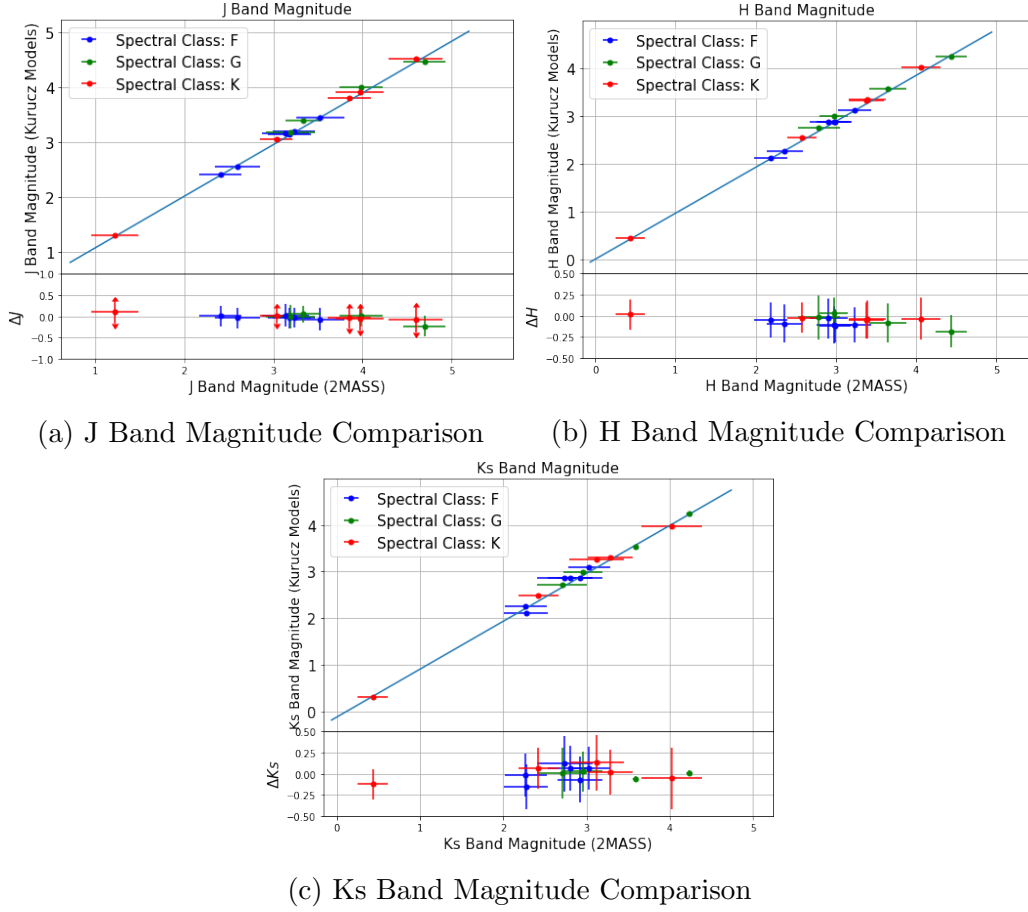 J Band Magnitude
J Band Magnitude (Kurucz Models)
5
4
3
2
1
Spectral Class: F
Spectral Class: G
Spectral Class: K
ΔJ
1.0
0.5
0.0
−0.5
−1.0
1 2 3 4 5
J Band Magnitude (2MASS)
(a) J Band Magnitude Comparison
H Band Magnitude
H Band Magnitude (Kurucz Models)
4
3
2
1
0
Spectral Class: F
Spectral Class: G
Spectral Class: K
ΔH
0.50
0.25
0.00
−0.25
−0.50
0 1 2 3 4 5
H Band Magnitude (2MASS)
(b) H Band Magnitude Comparison
Ks Band Magnitude
Ks Band Magnitude (Kurucz Models)
4
3
2
1
0
Spectral Class: F
Spectral Class: G
Spectral Class: K
ΔKs
0.50
0.25
0.00
−0.25
−0.50
0 1 2 3 4 5
Ks Band Magnitude (2MASS)
(c) Ks Band Magnitude Comparison